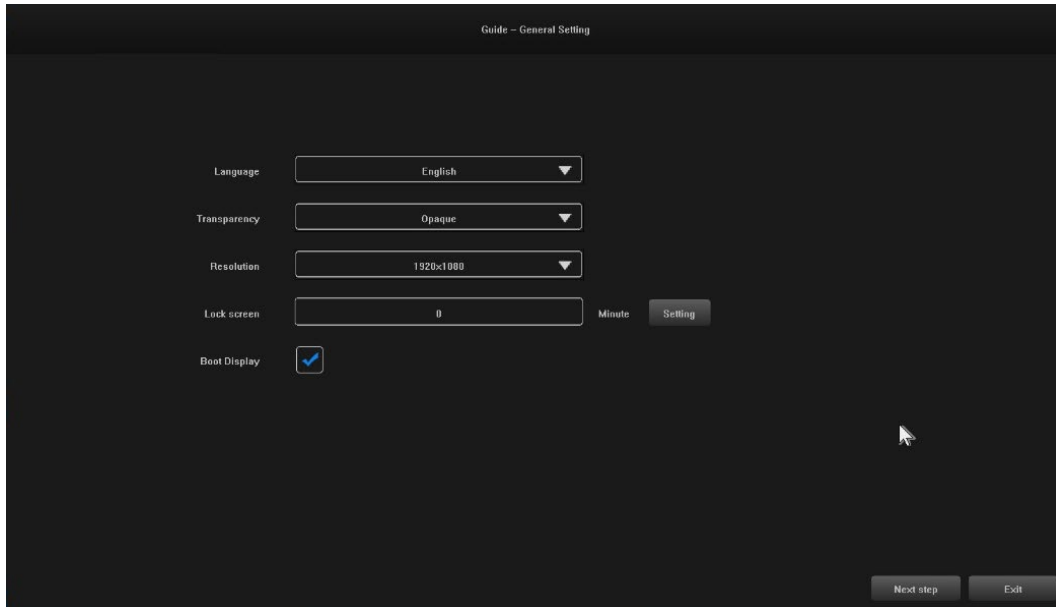 Guide – General Setting
Language English
Transparency Opaque
Resolution 1920x1080
Lock screen 0 Minute Setting
Boot Display
Next step Exit